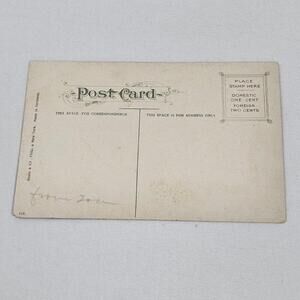 Post Card
PLACE
STAMP HERE
DOMESTIC
ONE CENT
FOREIGN
TWO CENTS
THIS SPACE FOR CORRESPONDENCE
THIS SPACE IS FOR ADDRESS ONLY
from